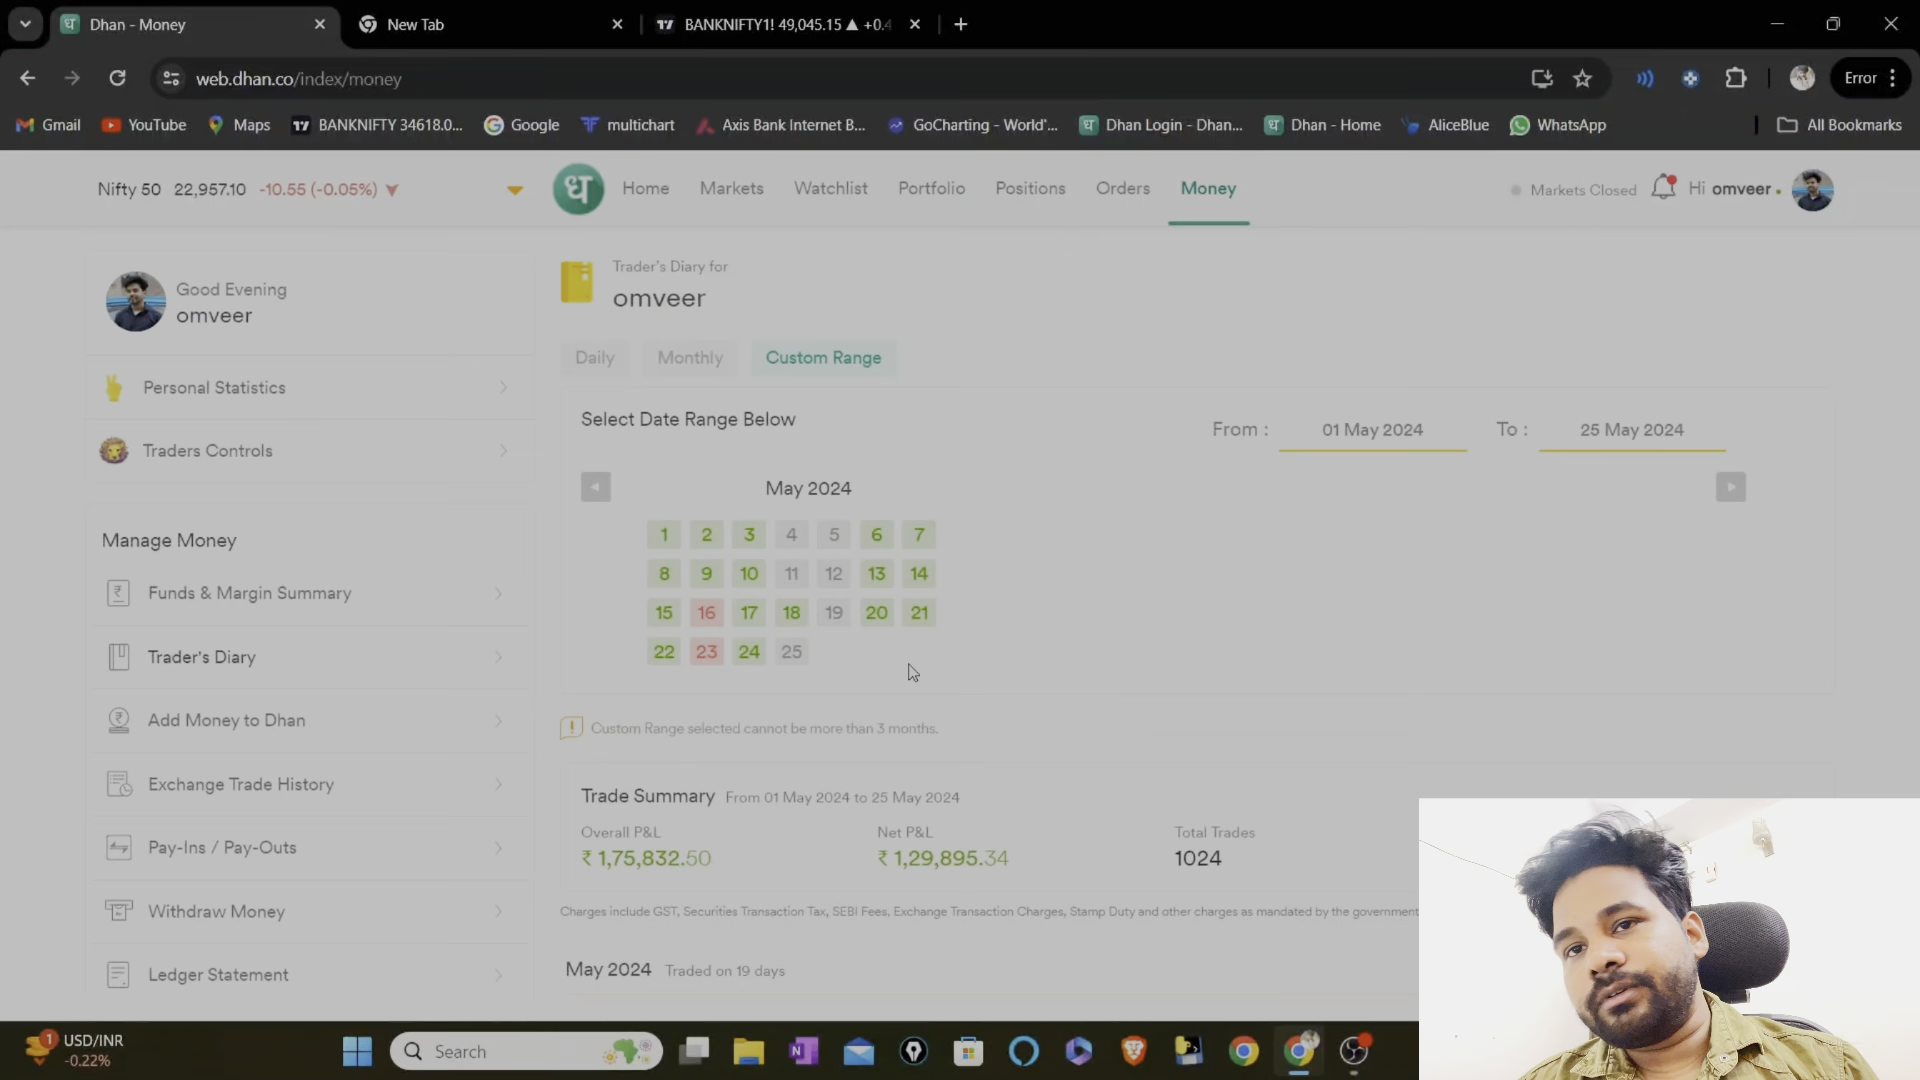 Dhan - Money
New Tab
BANKNIFTY1! 49,045.15 ▲ +0.4
web.dhan.co/index/money
Error
Gmail
YouTube
Maps
BANKNIFTY 34618.0...
Google
multichart
Axis Bank Internet B...
GoCharting - World'...
Dhan Login - Dhan...
Dhan - Home
AliceBlue
WhatsApp
All Bookmarks
Nifty 50 22,957.10 -10.55 (-0.05%)
ध
Home
Markets
Watchlist
Portfolio
Positions
Orders
Money
Markets Closed
Hi omveer
Good Evening
omveer
Personal Statistics
Traders Controls
Manage Money
Funds & Margin Summary
Trader's Diary
Add Money to Dhan
Exchange Trade History
Pay-Ins / Pay-Outs
Withdraw Money
Ledger Statement
Trader's Diary for
omveer
Daily
Monthly
Custom Range
Select Date Range Below
From : 01 May 2024 To : 25 May 2024
May 2024
1 2 3 4 5 6 7
8 9 10 11 12 13 14
15 16 17 18 19 20 21
22 23 24 25
Custom Range selected cannot be more than 3 months.
Trade Summary From 01 May 2024 to 25 May 2024
Overall P&L Net P&L Total Trades
₹ 1,75,832.50 ₹ 1,29,895.34 1024
Charges include GST, Securities Transaction Tax, SEBI Fees, Exchange Transaction Charges, Stamp Duty and other charges as mandated by the government
May 2024 Traded on 19 days
1
USD/INR
-0.22%
Search